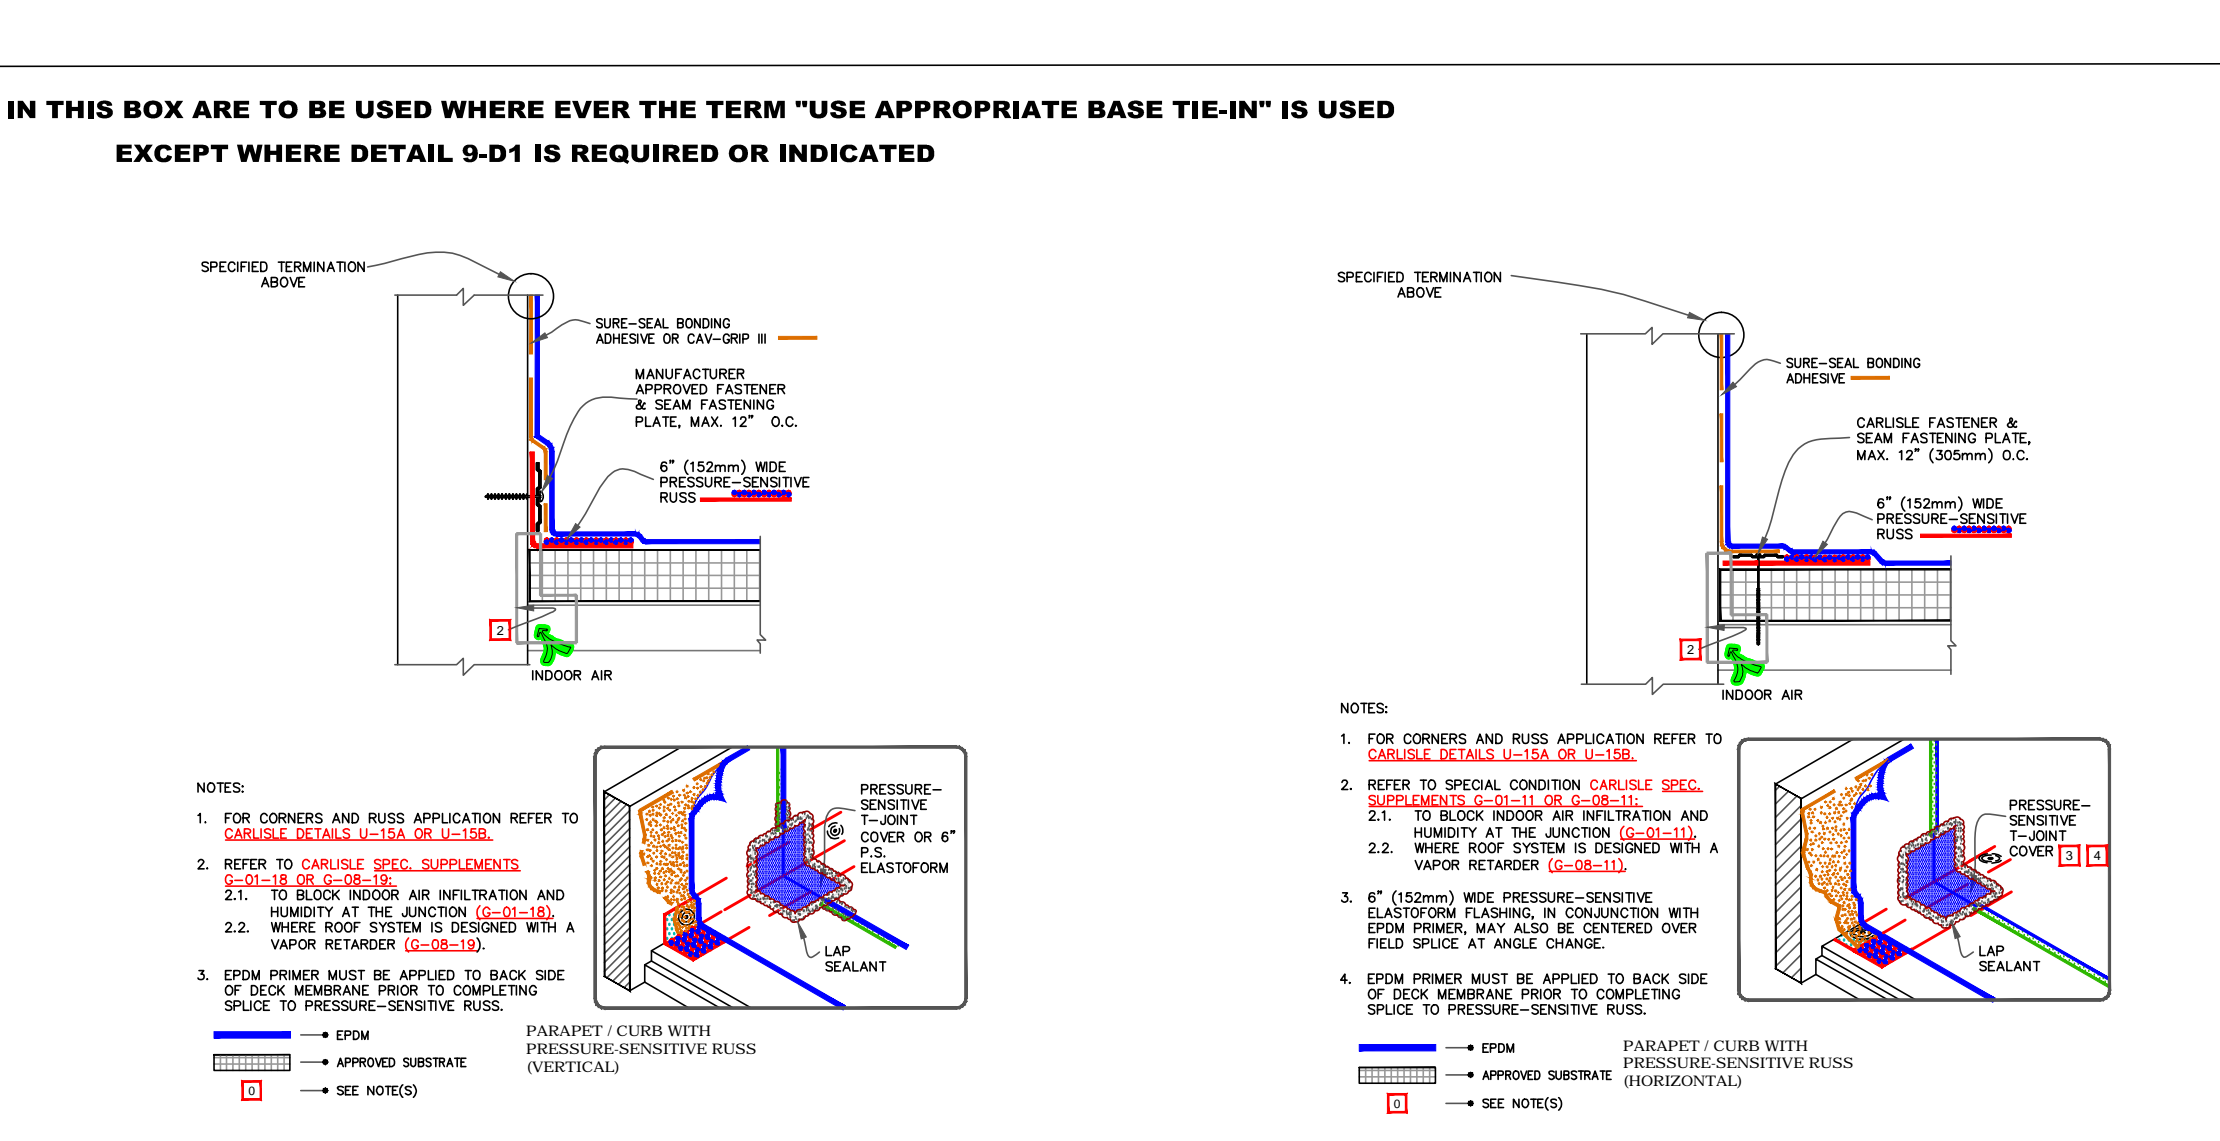 IN THIS BOX ARE TO BE USED WHERE EVER THE TERM "USE APPROPRIATE BASE TIE-IN" IS USED
EXCEPT WHERE DETAIL 9-D1 IS REQUIRED OR INDICATED
SPECIFIED TERMINATION
ABOVE
SURE-SEAL BONDING
ADHESIVE OR CAV-GRIP III
MANUFACTURER
APPROVED FASTENER
& SEAM FASTENING
PLATE, MAX. 12" O.C.
6" (152mm) WIDE
PRESSURE-SENSITIVE
RUSS
2
INDOOR AIR
NOTES:
1. FOR CORNERS AND RUSS APPLICATION REFER TO
CARLISLE DETAILS U-15A OR U-15B.
2. REFER TO CARLISLE SPEC. SUPPLEMENTS
G-01-18 OR G-08-19:
2.1. TO BLOCK INDOOR AIR INFILTRATION AND
HUMIDITY AT THE JUNCTION (G-01-18).
2.2. WHERE ROOF SYSTEM IS DESIGNED WITH A
VAPOR RETARDER (G-08-19).
3. EPDM PRIMER MUST BE APPLIED TO BACK SIDE
OF DECK MEMBRANE PRIOR TO COMPLETING
SPLICE TO PRESSURE-SENSITIVE RUSS.
PRESSURE-
SENSITIVE
T-JOINT
COVER OR 6"
P.S.
ELASTOFORM
LAP
SEALANT
EPDM
APPROVED SUBSTRATE
0 SEE NOTE(S)
PARAPET / CURB WITH
PRESSURE-SENSITIVE RUSS
(VERTICAL)
SPECIFIED TERMINATION
ABOVE
SURE-SEAL BONDING
ADHESIVE
CARLISLE FASTENER &
SEAM FASTENING PLATE,
MAX. 12" (305mm) O.C.
6" (152mm) WIDE
PRESSURE-SENSITIVE
RUSS
2
INDOOR AIR
NOTES:
1. FOR CORNERS AND RUSS APPLICATION REFER TO
CARLISLE DETAILS U-15A OR U-15B.
2. REFER TO SPECIAL CONDITION CARLISLE SPEC.
SUPPLEMENTS G-01-11 OR G-08-11:
2.1. TO BLOCK INDOOR AIR INFILTRATION AND
HUMIDITY AT THE JUNCTION (G-01-11).
2.2. WHERE ROOF SYSTEM IS DESIGNED WITH A
VAPOR RETARDER (G-08-11).
3. 6" (152mm) WIDE PRESSURE-SENSITIVE
ELASTOFORM FLASHING, IN CONJUNCTION WITH
EPDM PRIMER, MAY ALSO BE CENTERED OVER
FIELD SPLICE AT ANGLE CHANGE.
4. EPDM PRIMER MUST BE APPLIED TO BACK SIDE
OF DECK MEMBRANE PRIOR TO COMPLETING
SPLICE TO PRESSURE-SENSITIVE RUSS.
PRESSURE-
SENSITIVE
T-JOINT
COVER 3 4
LAP
SEALANT
EPDM
APPROVED SUBSTRATE
0 SEE NOTE(S)
PARAPET / CURB WITH
PRESSURE-SENSITIVE RUSS
(HORIZONTAL)